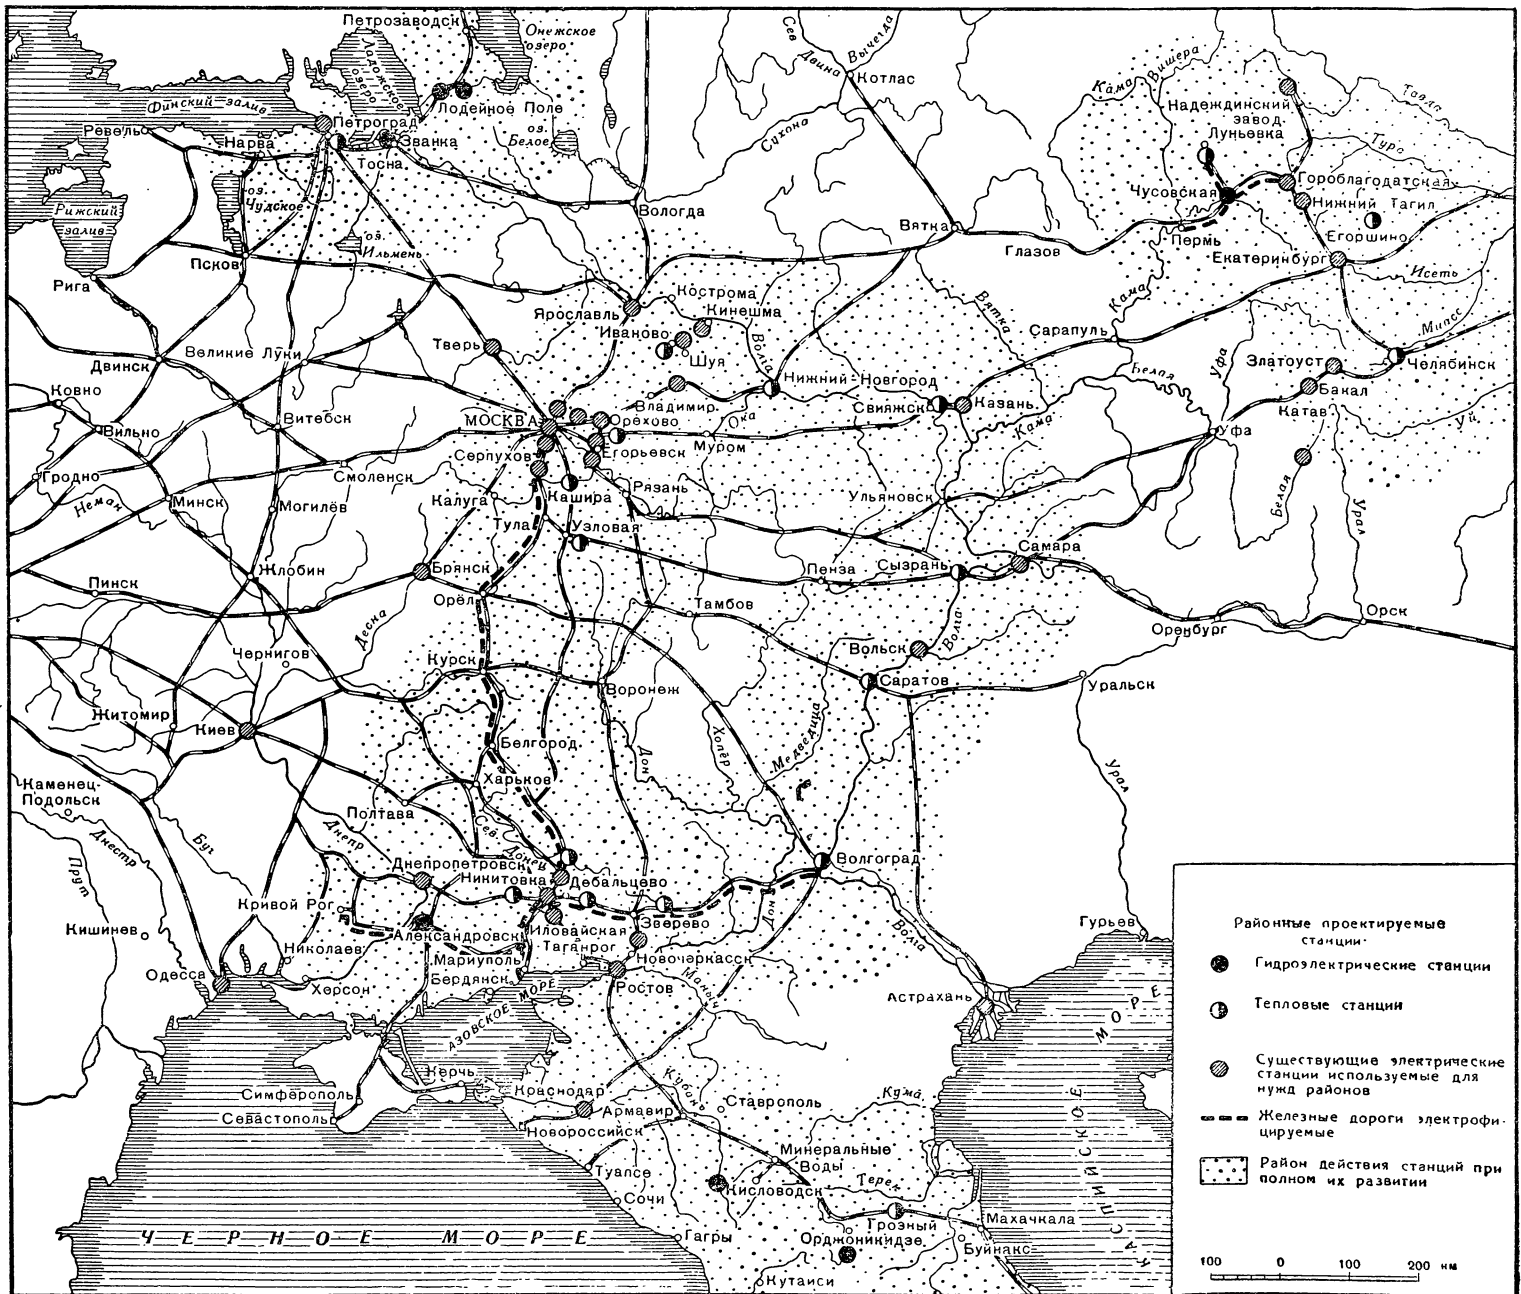 Петрозаводск
Онежское
озеро
Ладожское
озеро
Сев. Двина
Вычегда
Котлас
Кама
Вишера
Тавда
Надеждинский
завод
Луньевка
Тура
Финский залив
Лодейное Поле
оз.
Белое
Сухона
Петроград
Ревель
Нарва
Званка
Тосна
оз.
Чудское
Чусовская
Гороблагодатская
Нижний Тагил
Егоршино
Рижский
залив
Вологда
Вятка
Глазов
Пермь
Екатеринбург
Исеть
оз.
Ильмень
Псков
Рига
Кострома
Кинешма
Ярославль
Иваново
Шуя
Волга
Вятка
Кама
Сарапуль
Миасс
Тверь
Великие Луки
Двинск
Нижний-Новгород
Белая
Уфа
Златоуст
Челябинск
Бакал
Катав
Уй
Ковно
Вильно
Витебск
МОСКВА
Владимир
Орехово
Ока
Муром
Свияжск
Казань
Кама
Уфа
Серпухов
Егорьевск
Гродно
Смоленск
Неман
Минск
Могилёв
Калуга
Кашира
Рязань
Ульяновск
Белая
Урал
Тула
Узловая
Самара
Пинск
Жлобин
Брянск
Орёл
Пенза
Сызрань
Тамбов
Орск
Оренбург
Десна
Чернигов
Курск
Воронеж
Вольск
Волга
Саратов
Уральск
Житомир
Киев
Белгород
Дон
Хопёр
Медведица
Урал
Каменец-
Подольск
Харьков
Полтава
Днестр
Буг
Днепр
Сев. Донец
Прут
Днепропетровск
Никитовка
Дебальцево
Волгоград
Кривой Рог
Александровск
Иловайская
Зверево
Дон
Волга
Гурьев
Кишинев
Николаев
Таганрог
Мариуполь
Бердянск
Новочеркасск
Одесса
Херсон
Ростов
Маныч
Астрахань
АЗОВСКОЕ МОРЕ
Керчь
Симферополь
Севастополь
Краснодар
Армавир
Кубань
Ставрополь
Кума
Новороссийск
Минеральные
Воды
Туапсе
Кисловодск
Терек
Сочи
Грозный
Махачкала
Орджоникидзе
Буйнакс
Гагры
Кутаиси
ЧЕРНОЕ МОРЕ
КАСПИЙСКОЕ МОРЕ
Районные проектируемые
станции
Гидроэлектрические станции
Тепловые станции
Существующие электрические
станции используемые для
нужд районов
Железные дороги электрофи-
цируемые
Район действия станций при
полном их развитии
100 0 100 200 км